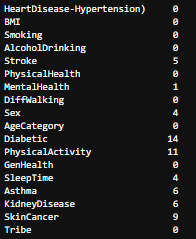 HeartDisease-Hypertension) 0
BMI 0
Smoking 0
AlcoholDrinking 0
Stroke 5
PhysicalHealth 0
MentalHealth 1
DiffWalking 0
Sex 4
AgeCategory 0
Diabetic 14
PhysicalActivity 11
GenHealth 0
SleepTime 4
Asthma 6
KidneyDisease 6
SkinCancer 9
Tribe 0